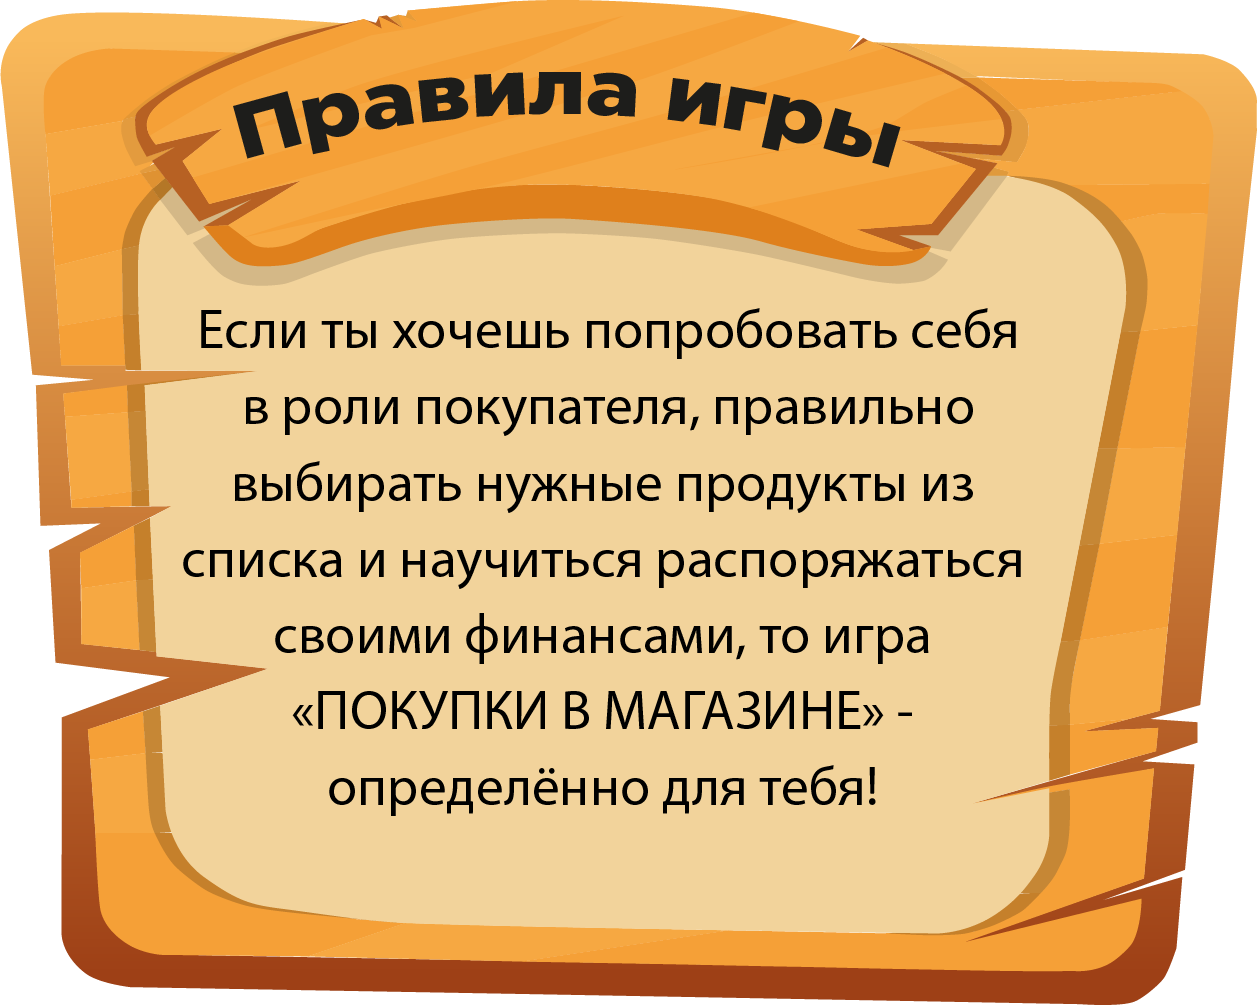 Правила игры
Если ты хочешь попробовать себя
в роли покупателя, правильно
выбирать нужные продукты из
списка и научиться распоряжаться
своими финансами, то игра
«ПОКУПКИ В МАГАЗИНЕ» -
определённо для тебя!